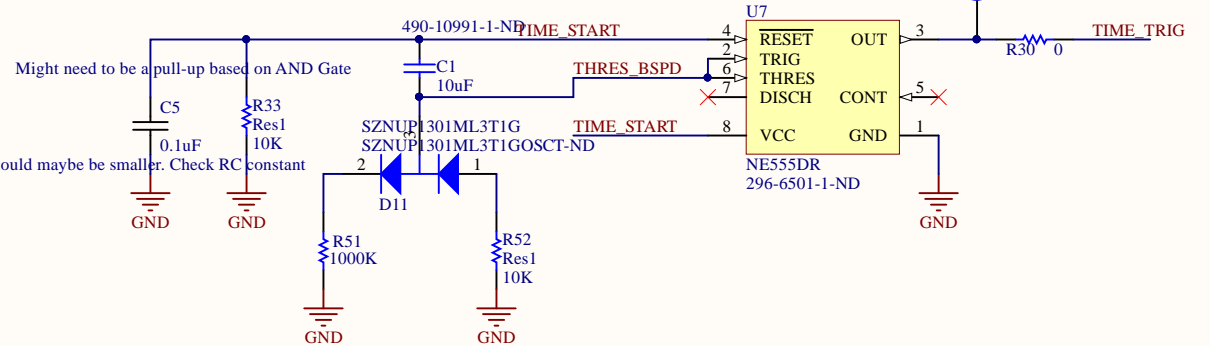 U7
490-10991-1-ND
TIME_START
4
RESET
OUT
3
TIME_TRIG
2
TRIG
R30
0
Might need to be a pull-up based on AND Gate
C1
THRES_BSPD
6
THRES
10uF
7
DISCH
CONT
5
C5
R33
Res1
SZNUP1301ML3T1G
TIME_START
8
VCC
GND
1
0.1uF
10K
3
SZNUP1301ML3T1GOSCT-ND
ould maybe be smaller. Check RC constant
2
1
NE555DR
296-6501-1-ND
D11
GND
GND
GND
R51
1000K
R52
Res1
10K
GND
GND